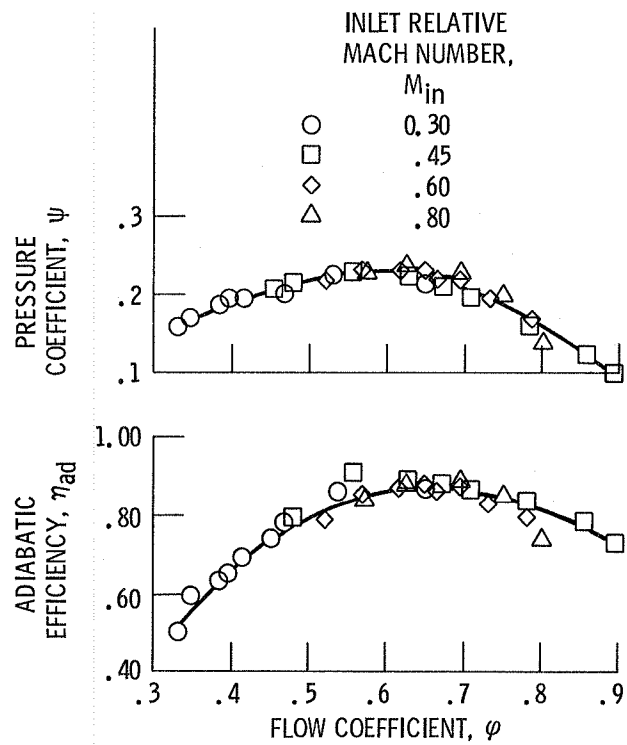 INLET RELATIVE
MACH NUMBER,
M_in
0.30
.45
.60
.80
PRESSURE
COEFFICIENT, ψ
.3
.2
.1
ADIABATIC
EFFICIENCY, η_ad
1.00
.80
.60
.40
.3 .4 .5 .6 .7 .8 .9
FLOW COEFFICIENT, φ